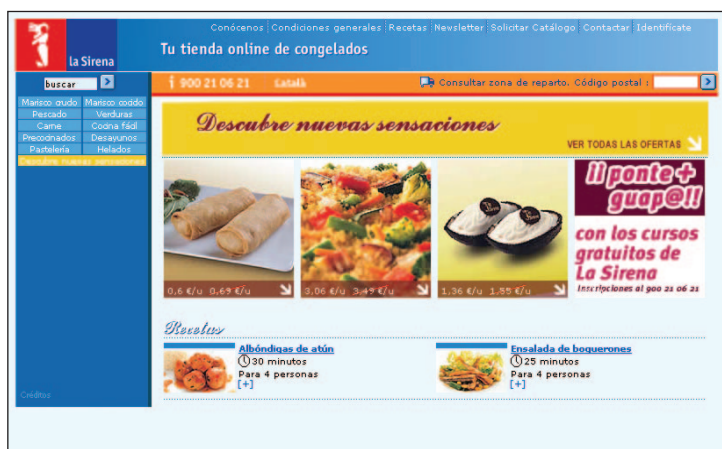 Conócenos Condiciones generales Recetas Newsletter Solicitar Catálogo Contactar Identifícate
la Sirena
Tu tienda online de congelados
buscar
900 21 06 21 Català Consultar zona de reparto. Código postal :
Marisco crudo Marisco cocido
Pescado Verduras
Carne Cocina fácil
Precocinados Desayunos
Pastelería Helados
Descubre nuevas sensaciones
Descubre nuevas sensaciones
VER TODAS LAS OFERTAS
0,6 €/u 0,69 €/u
3,06 €/u 3,49 €/u
1,36 €/u 1,55 €/u
¡¡ponte +
guap@!!
con los cursos
gratuitos de
La Sirena
Inscripciones al 900 21 06 21
Recetas
Albóndigas de atún
30 minutos
Para 4 personas
[+]
Ensalada de boquerones
25 minutos
Para 4 personas
[+]
Créditos